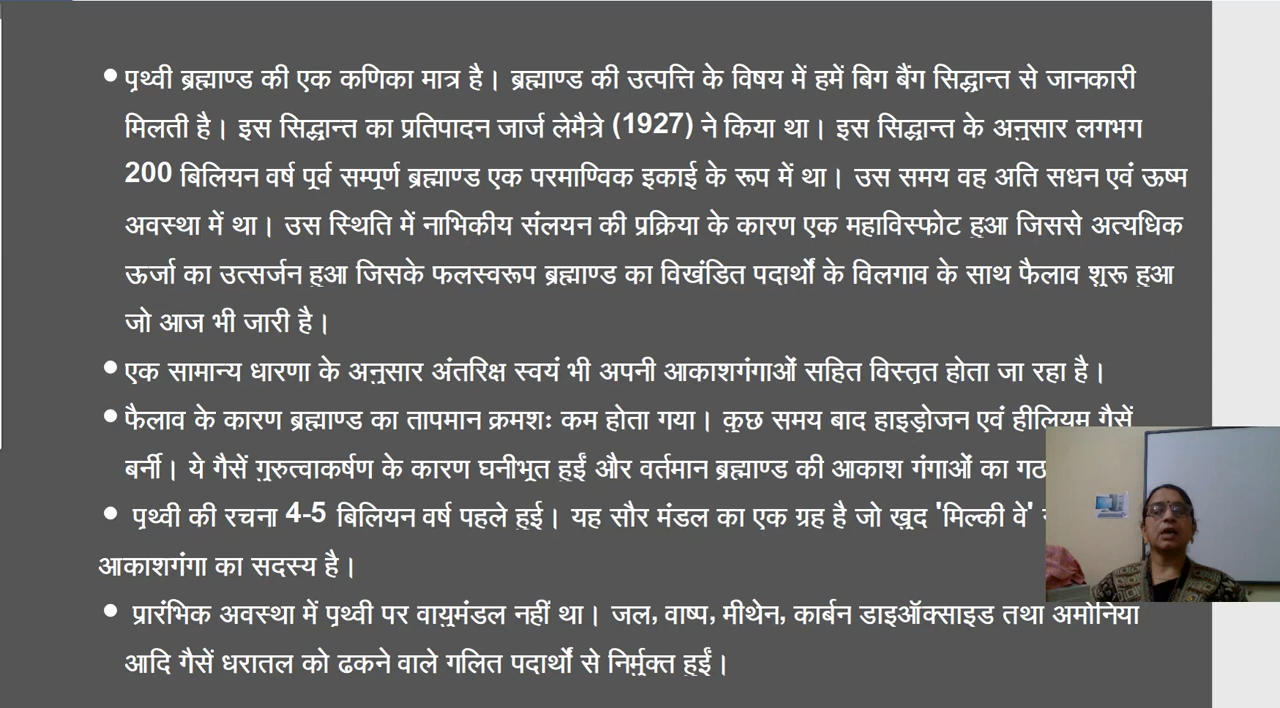 • पृथ्वी ब्रह्माण्ड की एक कणिका मात्र है। ब्रह्माण्ड की उत्पत्ति के विषय में हमें बिग बैंग सिद्धान्त से जानकारी
मिलती है। इस सिद्धान्त का प्रतिपादन जार्ज लेमैत्रे (1927) ने किया था। इस सिद्धान्त के अनुसार लगभग
200 बिलियन वर्ष पूर्व सम्पूर्ण ब्रह्माण्ड एक परमाण्विक इकाई के रूप में था। उस समय वह अति सधन एवं ऊष्म
अवस्था में था। उस स्थिति में नाभिकीय संलयन की प्रक्रिया के कारण एक महाविस्फोट हुआ जिससे अत्यधिक
ऊर्जा का उत्सर्जन हुआ जिसके फलस्वरूप ब्रह्माण्ड का विखंडित पदार्थों के विलगाव के साथ फैलाव शुरू हुआ
जो आज भी जारी है।
• एक सामान्य धारणा के अनुसार अंतरिक्ष स्वयं भी अपनी आकाशगंगाओं सहित विस्तृत होता जा रहा है।
• फैलाव के कारण ब्रह्माण्ड का तापमान क्रमशः कम होता गया। कुछ समय बाद हाइड्रोजन एवं हीलियम गैसें
बनीं। ये गैसें गुरुत्वाकर्षण के कारण घनीभूत हुईं और वर्तमान ब्रह्माण्ड की आकाश गंगाओं का
• पृथ्वी की रचना 4-5 बिलियन वर्ष पहले हुई। यह सौर मंडल का एक ग्रह है जो खुद 'मिल्की वे'
आकाशगंगा का सदस्य है।
• प्रारंभिक अवस्था में पृथ्वी पर वायुमंडल नहीं था। जल, वाष्प, मीथेन, कार्बन डाइऑक्साइड तथा अमोनिया
आदि गैसें धरातल को ढकने वाले गलित पदार्थों से निर्मुक्त हुईं।